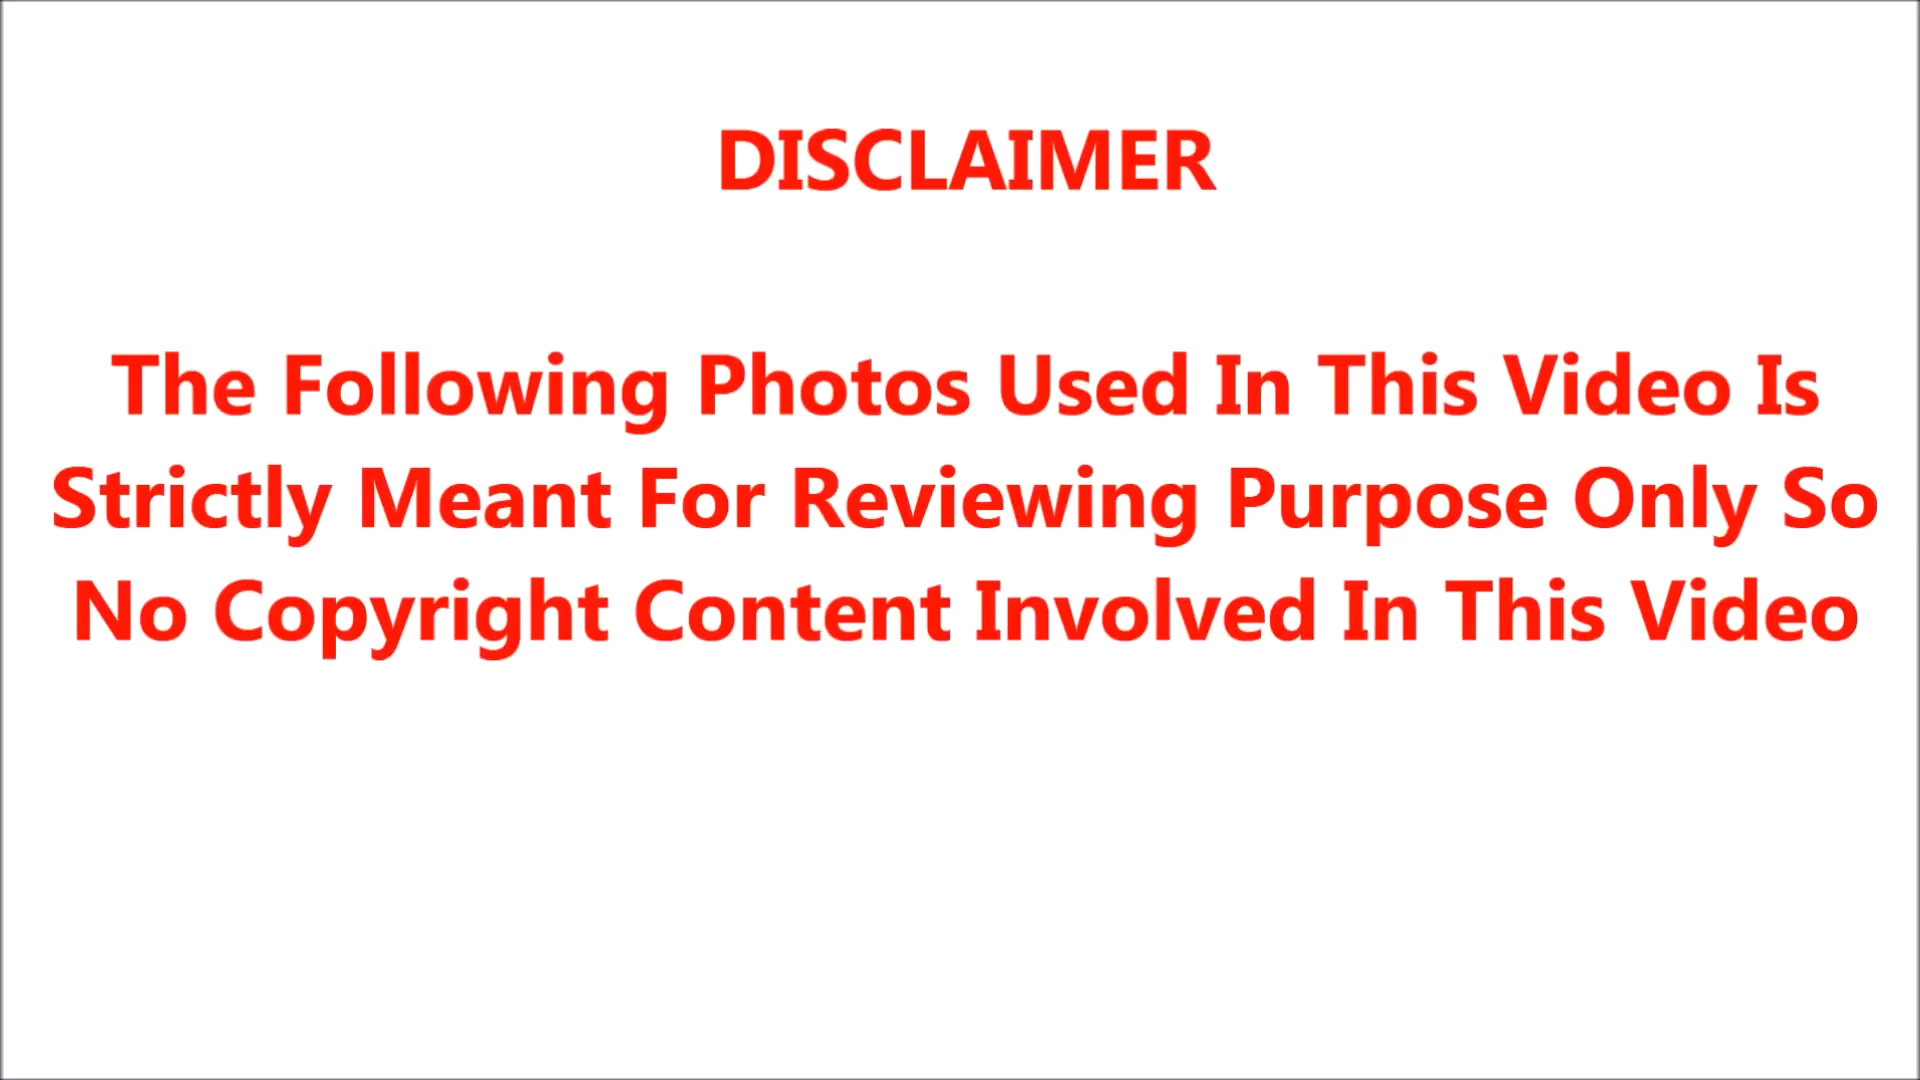 DISCLAIMER
The Following Photos Used In This Video Is
Strictly Meant For Reviewing Purpose Only So
No Copyright Content Involved In This Video